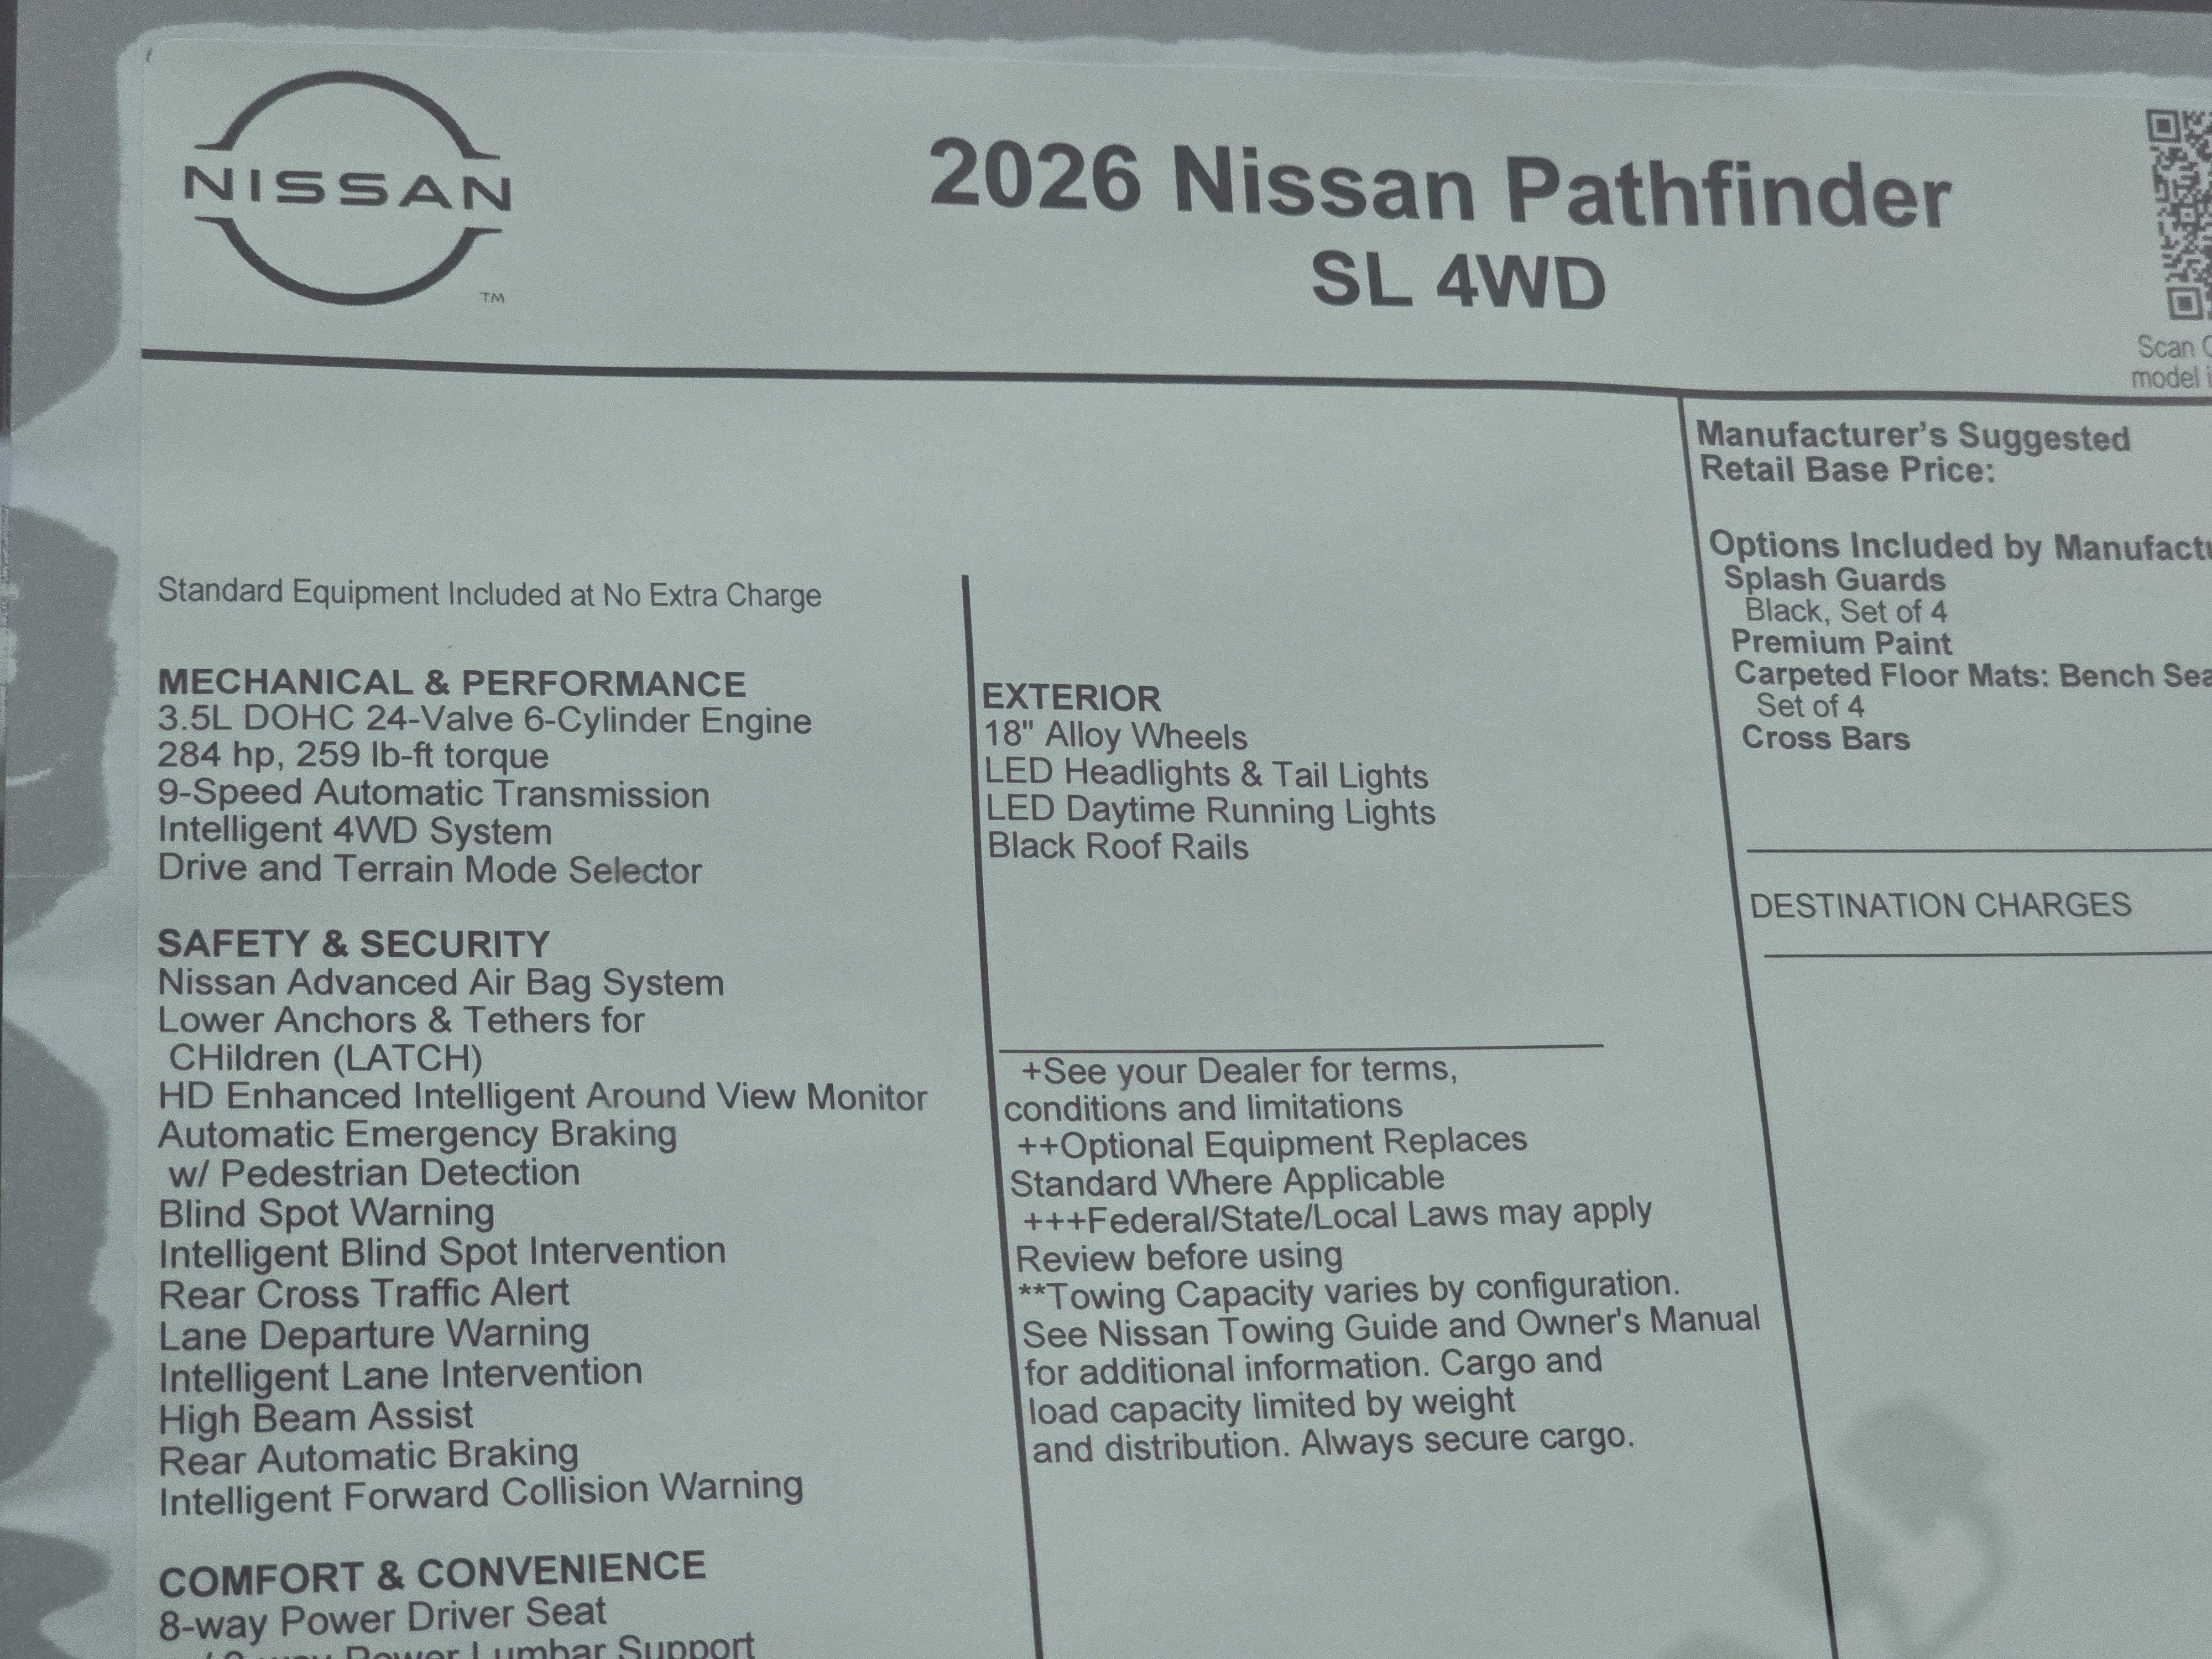 NISSAN
TM
2026 Nissan Pathfinder
SL 4WD
Scan
model
Standard Equipment Included at No Extra Charge
MECHANICAL & PERFORMANCE
3.5L DOHC 24-Valve 6-Cylinder Engine
284 hp, 259 lb-ft torque
9-Speed Automatic Transmission
Intelligent 4WD System
Drive and Terrain Mode Selector
SAFETY & SECURITY
Nissan Advanced Air Bag System
Lower Anchors & Tethers for
CHildren (LATCH)
HD Enhanced Intelligent Around View Monitor
Automatic Emergency Braking
w/ Pedestrian Detection
Blind Spot Warning
Intelligent Blind Spot Intervention
Rear Cross Traffic Alert
Lane Departure Warning
Intelligent Lane Intervention
High Beam Assist
Rear Automatic Braking
Intelligent Forward Collision Warning
COMFORT & CONVENIENCE
8-way Power Driver Seat
Power Lumbar Support
EXTERIOR
18" Alloy Wheels
LED Headlights & Tail Lights
LED Daytime Running Lights
Black Roof Rails
+See your Dealer for terms,
conditions and limitations
++Optional Equipment Replaces
Standard Where Applicable
+++Federal/State/Local Laws may apply
Review before using
**Towing Capacity varies by configuration.
See Nissan Towing Guide and Owner's Manual
for additional information. Cargo and
load capacity limited by weight
and distribution. Always secure cargo.
Manufacturer's Suggested
Retail Base Price:
Options Included by
Splash Guards
Black, Set of 4
Premium Paint
Carpeted Floor Mats: Bench
Set of 4
Cross Bars
DESTINATION CHARGES